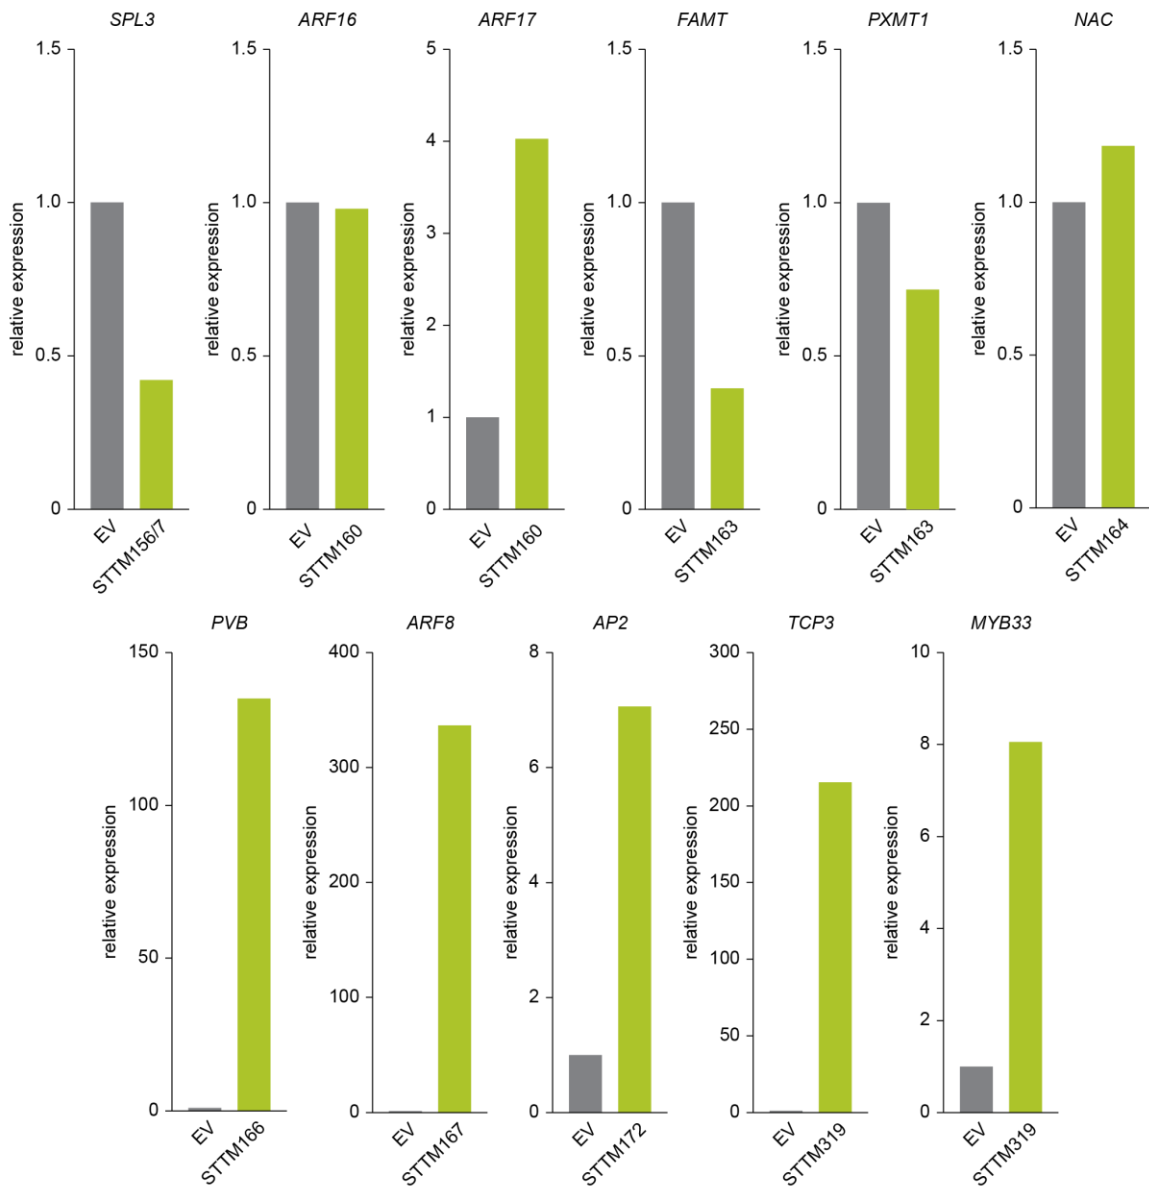 SPL3
ARF16
ARF17
FAMT
PXMT1
NAC
relative expression
1.5
1.0
0.5
0
EV
STTM156/7
relative expression
1.5
1.0
0.5
0
EV
STTM160
relative expression
5
4
3
2
1
0
EV
STTM160
relative expression
1.5
1.0
0.5
0
EV
STTM163
relative expression
1.5
1.0
0.5
0
EV
STTM163
relative expression
1.5
1.0
0.5
0
EV
STTM164
PVB
ARF8
AP2
TCP3
MYB33
relative expression
150
100
50
0
EV
STTM166
relative expression
400
300
200
100
0
EV
STTM167
relative expression
8
6
4
2
0
EV
STTM172
relative expression
300
250
200
150
100
50
0
EV
STTM319
relative expression
10
8
6
4
2
0
EV
STTM319